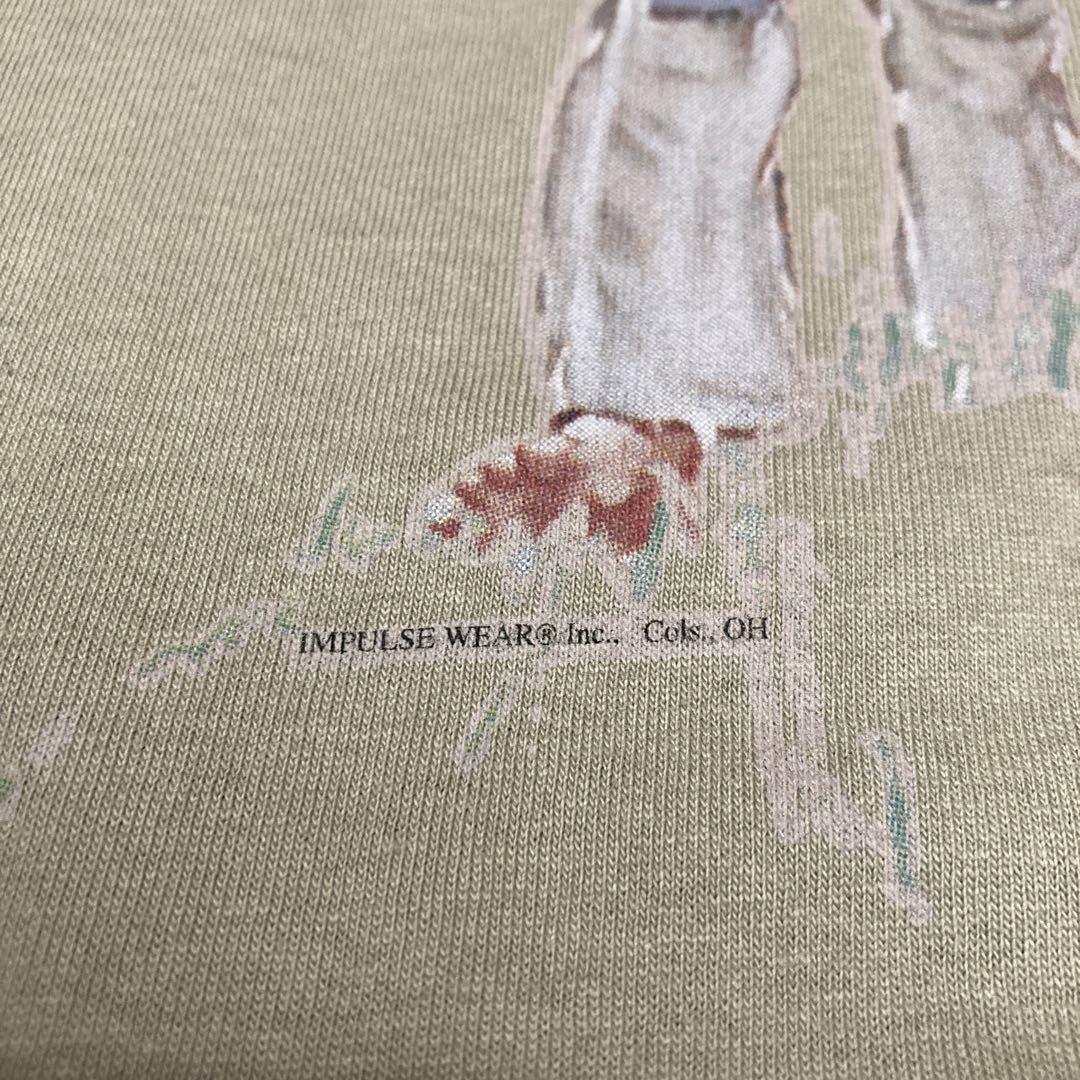 IMPULSE WEAR® Inc., Cols., OH